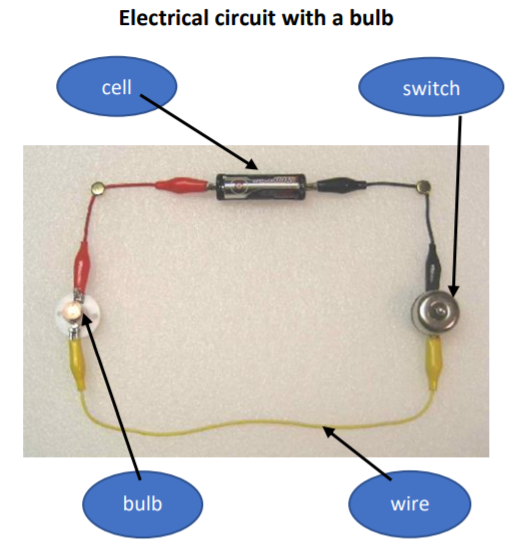 Electrical circuit with a bulb
cell
switch
bulb
wire